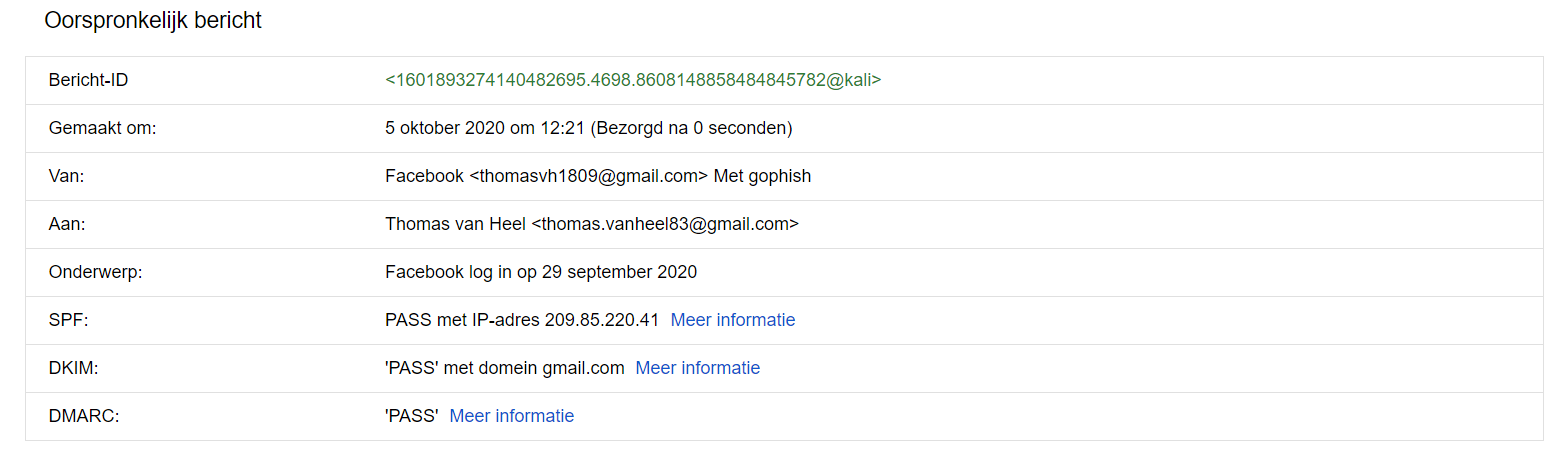 Oorspronkelijk bericht
Bericht-ID <1601893274140482695.4698.8608148858484845782@kali>
Gemaakt om: 5 oktober 2020 om 12:21 (Bezorgd na 0 seconden)
Van: Facebook <thomasvh1809@gmail.com> Met gophish
Aan: Thomas van Heel <thomas.vanheel83@gmail.com>
Onderwerp: Facebook log in op 29 september 2020
SPF: PASS met IP-adres 209.85.220.41 Meer informatie
DKIM: 'PASS' met domein gmail.com Meer informatie
DMARC: 'PASS' Meer informatie